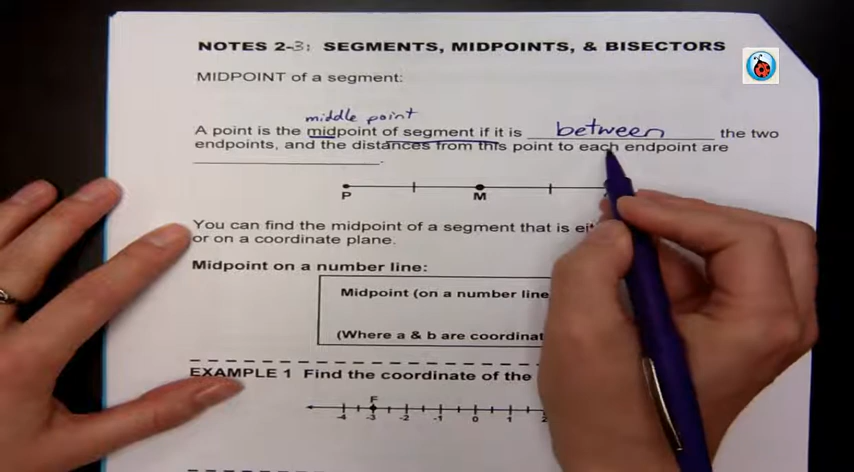 NOTES 2-3: SEGMENTS, MIDPOINTS, & BISECTORS
MIDPOINT of a segment:
middle point
A point is the midpoint of segment if it is between the two
endpoints, and the distances from this point to each endpoint are
P M
You can find the midpoint of a segment that is
or on a coordinate plane.
Midpoint on a number line:
Midpoint (on a number line
(Where a & b are
EXAMPLE 1 Find the coordinate of the
F
-4 -3 -2 -1 0 1 2